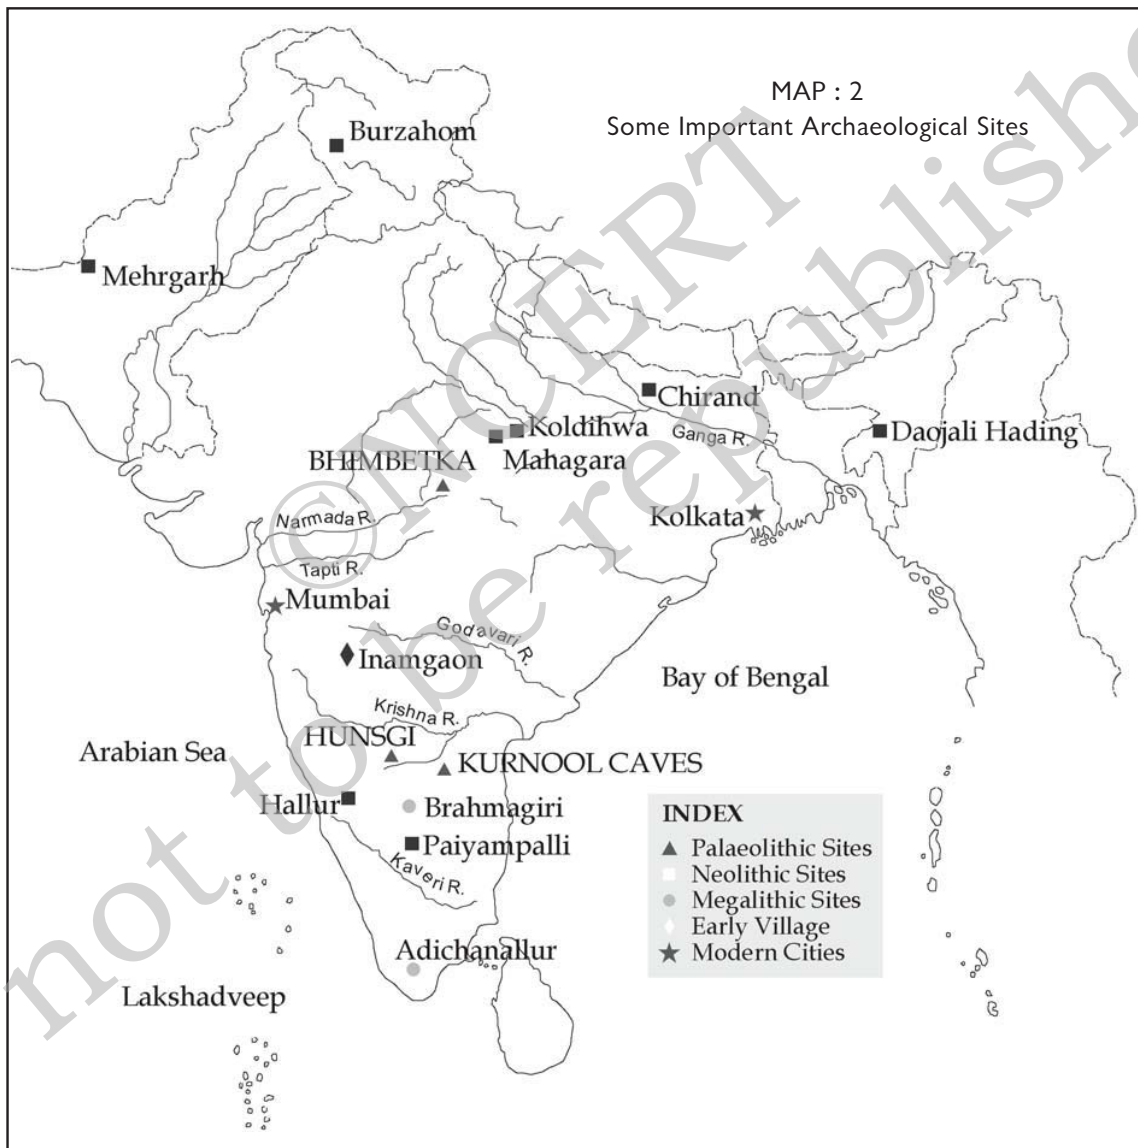 MAP : 2
Some Important Archaeological Sites
Burzahom
Mehrgarh
Chirand
Koldihwa
Ganga R.
Daojali Hading
BHIMBETKA
Mahagara
Narmada R.
Kolkata
Tapti R.
Mumbai
Godavari R.
Inamgaon
Bay of Bengal
Krishna R.
HUNSGI
Arabian Sea
KURNOOL CAVES
Hallur
Brahmagiri
Paiyampalli
Kaveri R.
Adichanallur
Lakshadveep
INDEX
Palaeolithic Sites
Neolithic Sites
Megalithic Sites
Early Village
Modern Cities
©NCERT
not to be republishe